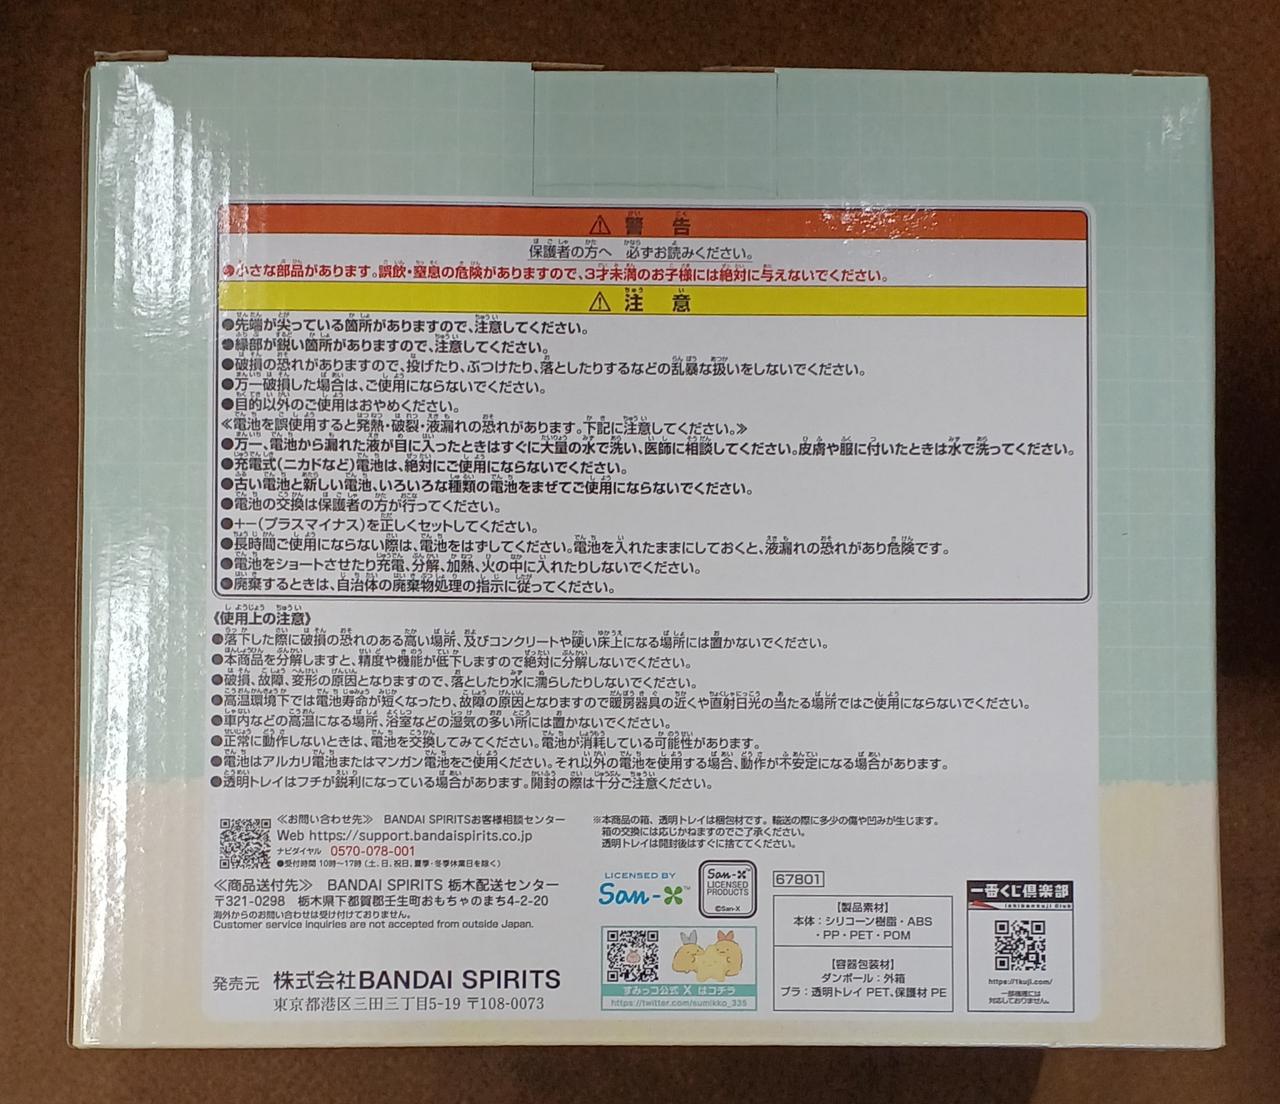 ⚠ 警告
保護者の方へ 必ずお読みください。
●小さな部品があります。誤飲・窒息の危険がありますので、3才未満のお子様には絶対に与えないでください。
⚠ 注意
●先端が尖っている箇所がありますので、注意してください。
●縁部が鋭い箇所がありますので、注意してください。
●破損の恐れがありますので、投げたり、ぶつけたり、落としたりするなどの乱暴な扱いをしないでください。
●万一破損した場合は、ご使用にならないでください。
●目的以外のご使用はおやめください。
≪電池を誤使用すると発熱・破裂・液漏れの恐れがあります。下記に注意してください。≫
●万一、電池から漏れた液が目に入ったときはすぐに大量の水で洗い、医師に相談してください。皮膚や服に付いたときは水で洗ってください。
●充電式(ニカドなど)電池は、絶対にご使用にならないでください。
●古い電池と新しい電池、いろいろな種類の電池をまぜてご使用にならないでください。
●電池の交換は保護者の方が行ってください。
●+-(プラスマイナス)を正しくセットしてください。
●長時間ご使用にならない際は、電池をはずしてください。電池を入れたままにしておくと、液漏れの恐れがあり危険です。
●電池をショートさせたり充電、分解、加熱、火の中に入れたりしないでください。
●廃棄するときは、自治体の廃棄物処理の指示に従ってください。
《使用上の注意》
●落下した際に破損の恐れのある高い場所、及びコンクリートや硬い床上になる場所には置かないでください。
●本商品を分解しますと、精度や機能が低下しますので絶対に分解しないでください。
●破損、故障、変形の原因となりますので、落としたり水に濡らしたりしないでください。
●高温環境下では電池寿命が短くなったり、故障の原因となりますので暖房器具の近くや直射日光の当たる場所ではご使用にならないでください。
●車内などの高温になる場所、浴室などの湿気の多い所には置かないでください。
●正常に動作しないときは、電池を交換してみてください。電池が消耗している可能性があります。
●電池はアルカリ電池またはマンガン電池をご使用ください。それ以外の電池を使用する場合、動作が不安定になる場合があります。
●透明トレイはフチが鋭利になっている場合があります。開封の際は十分ご注意ください。
≪お問い合わせ先≫ BANDAI SPIRITSお客様相談センター
Web https://support.bandaispirits.co.jp
ナビダイヤル 0570-078-001
●受付時間 10時〜17時(土、日、祝日、夏季・冬季休業日を除く)
≪商品送付先≫ BANDAI SPIRITS 栃木配送センター
〒321-0298 栃木県下都賀郡壬生町おもちゃのまち4-2-20
海外からのお問い合わせは受け付けておりません。
Customer service inquiries are not accepted from outside Japan.
発売元 株式会社BANDAI SPIRITS
東京都港区三田三丁目5-19 〒108-0073
※本商品の箱、透明トレイは梱包材です。輸送の際に多少の傷や凹みが生じます。
箱の交換には応じかねますのでご了承ください。
透明トレイは開封後はすぐに捨ててください。
LICENSED BY
San-X™
San-X
LICENSED
PRODUCTS
©San-X
すみっコ公式 X はコチラ
https://twitter.com/sumikko_335
67801
【製品素材】
本体：シリコーン樹脂・ABS
・PP・PET・POM
【容器包装材】
ダンボール：外箱
プラ：透明トレイ PET、保護材 PE
一番くじ倶楽部
Ichibankuji Club
https://1kuji.com/
一部機種には
対応しておりません。